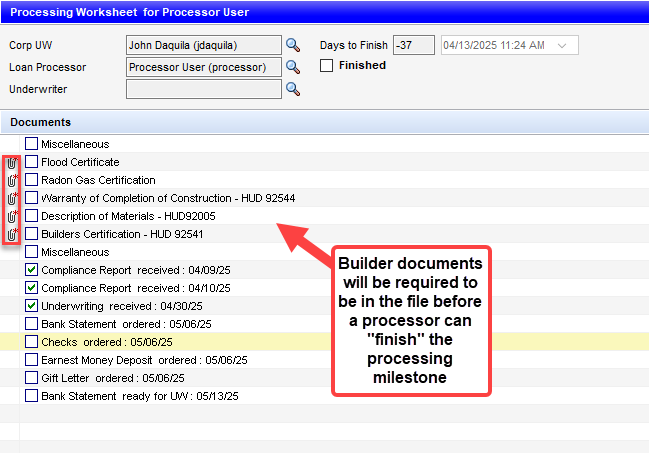 Processing Worksheet for Processor User
Corp UW John Daquila (jdaquila) Days to Finish -37 04/13/2025 11:24 AM
Loan Processor Processor User (processor) Finished
Underwriter
Documents
Miscellaneous
Flood Certificate
Radon Gas Certification
Warranty of Completion of Construction - HUD 92544
Description of Materials - HUD92005
Builders Certification - HUD 92541
Miscellaneous
Compliance Report received : 04/09/25
Compliance Report received : 04/10/25
Underwriting received : 04/30/25
Bank Statement ordered : 05/06/25
Checks ordered : 05/06/25
Earnest Money Deposit ordered : 05/06/25
Gift Letter ordered : 05/06/25
Bank Statement ready for UW : 05/13/25
Builder documents
will be required to
be in the file before
a processor can
"finish" the
processing
milestone